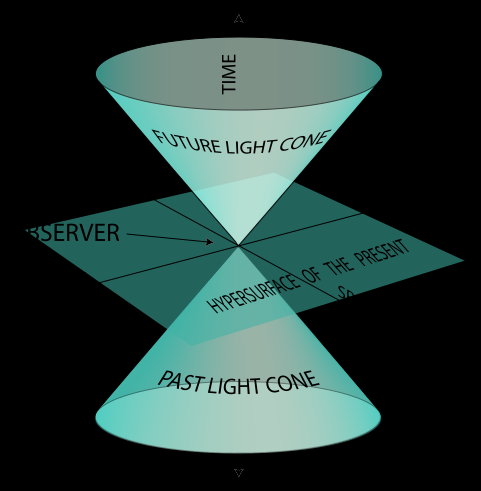 TIME
FUTURE LIGHT CONE
BSERVER
HYPERSURFACE OF THE PRESENT
PAST LIGHT CONE